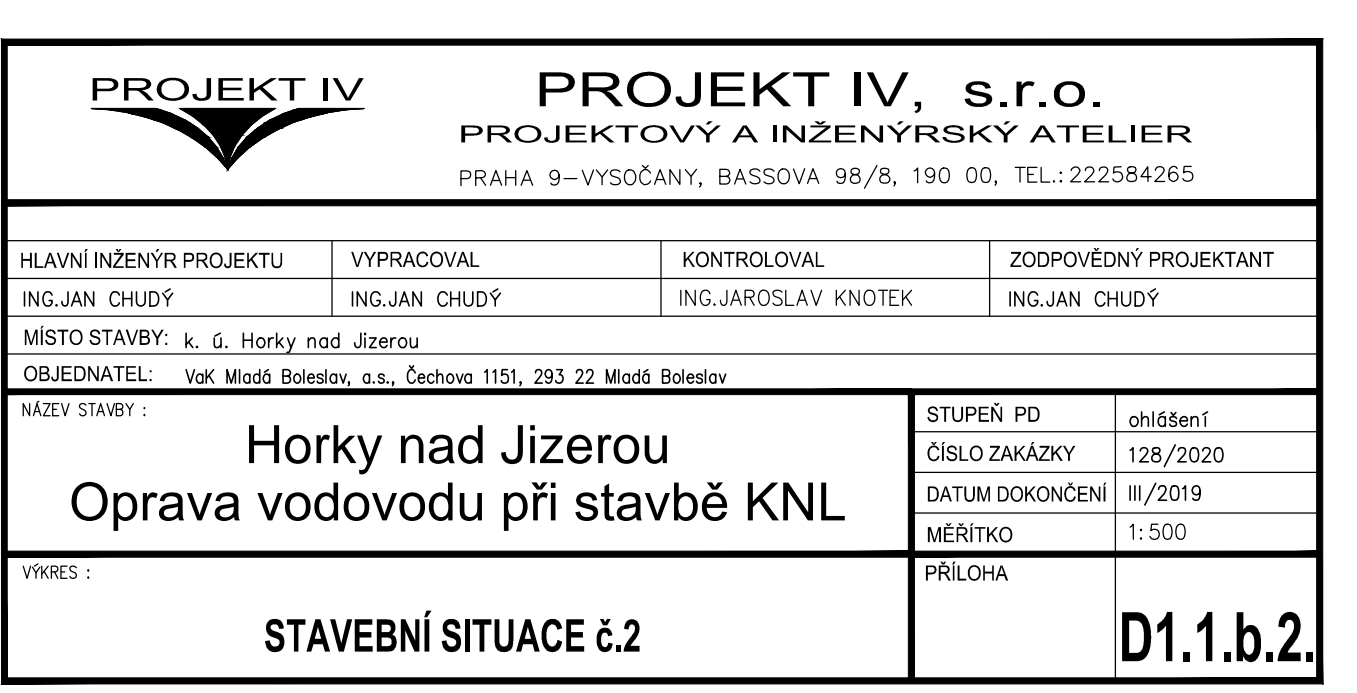 PROJEKT IV
PROJEKT IV, s.r.o.
PROJEKTOVÝ A INŽENÝRSKÝ ATELIER
PRAHA 9-VYSOČANY, BASSOVA 98/8, 190 00, TEL.:222584265
HLAVNÍ INŽENÝR PROJEKTU VYPRACOVAL KONTROLOVAL ZODPOVĚDNÝ PROJEKTANT
ING.JAN CHUDÝ ING.JAN CHUDÝ ING.JAROSLAV KNOTEK ING.JAN CHUDÝ
MÍSTO STAVBY: k. ú. Horky nad Jizerou
OBJEDNATEL: VaK Mladá Boleslav, a.s., Čechova 1151, 293 22 Mladá Boleslav
NÁZEV STAVBY :
Horky nad Jizerou
Oprava vodovodu při stavbě KNL
STUPEŇ PD ohlášení
ČÍSLO ZAKÁZKY 128/2020
DATUM DOKONČENÍ III/2019
MĚŘÍTKO 1:500
VÝKRES :
STAVEBNÍ SITUACE č.2
PŘÍLOHA
D1.1.b.2.